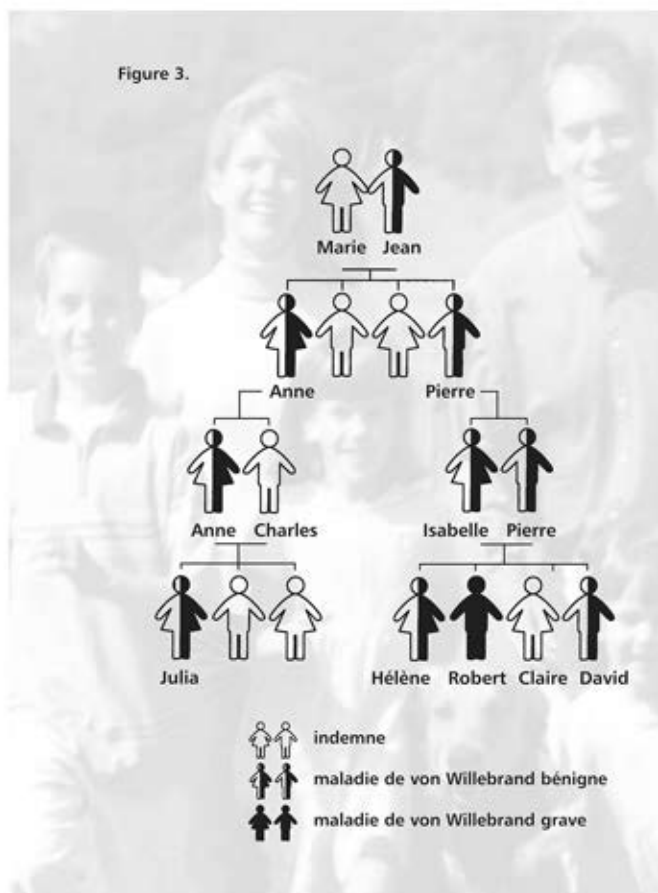 Figure 3.
Marie Jean
Anne Pierre
Anne Charles Isabelle Pierre
Julia Hélène Robert Claire David
indemne
maladie de von Willebrand bénigne
maladie de von Willebrand grave